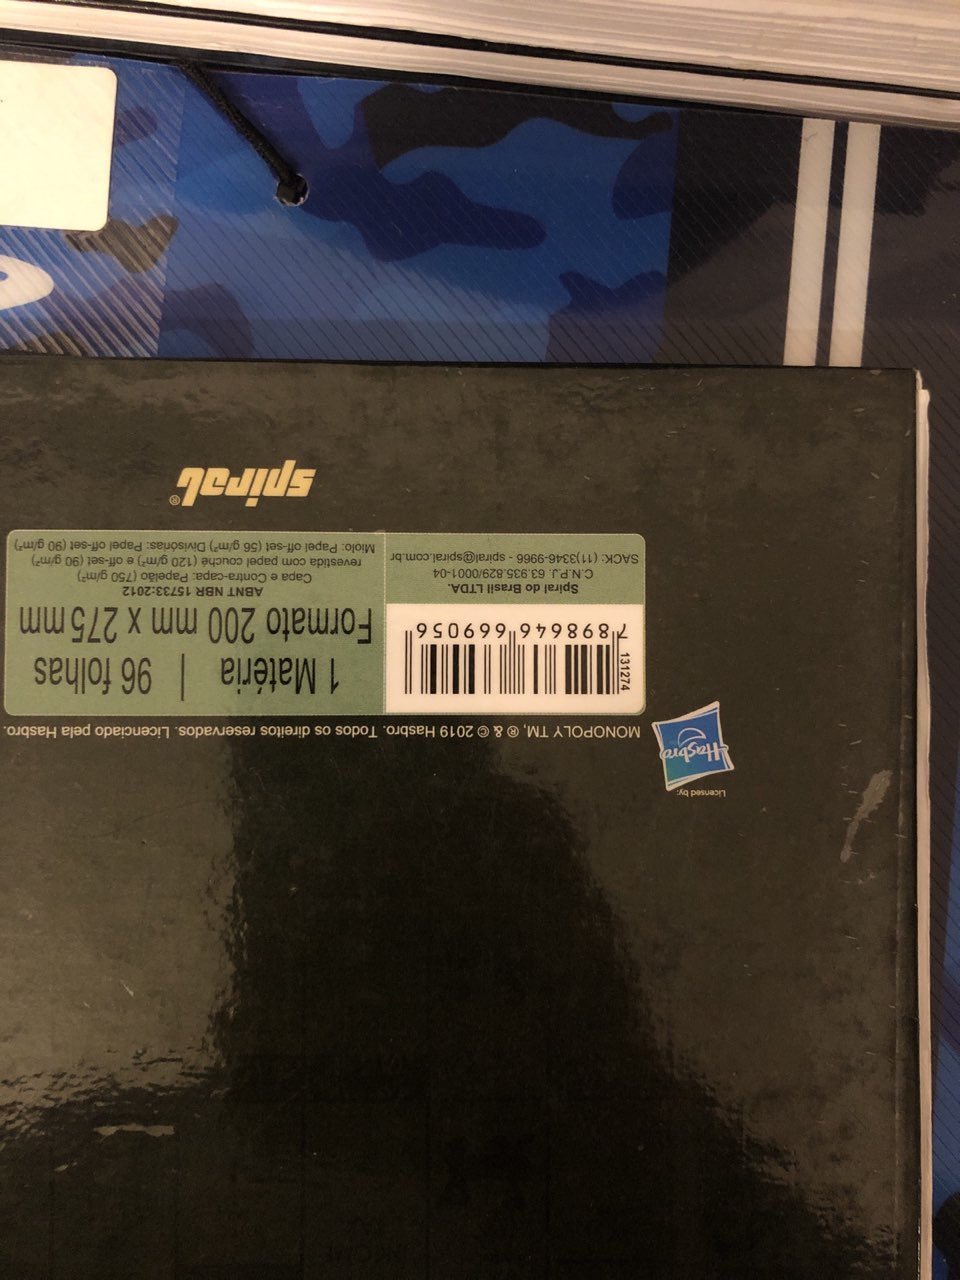 Licensed by:
Hasbro
MONOPOLY TM, ® & © 2019 Hasbro. Todos os direitos reservados. Licenciado pela Hasbro.
131274
7 898646 669056
Spiral do Brasil LTDA.
C.N.P.J. 63.935.829/0001-04
SACK: (11)3346-9966 - spiral@spiral.com.br
1 Matéria | 96 folhas
Formato 200 mm x 275 mm
ABNT NBR 15733:2012
Capa e Contra-capa: Papelão (750 g/m²)
revestida com papel couché (120 g/m²) e off-set (90 g/m²)
Miolo: Papel off-set (56 g/m²) Divisórias: Papel off-set (90 g/m²)
spiral®